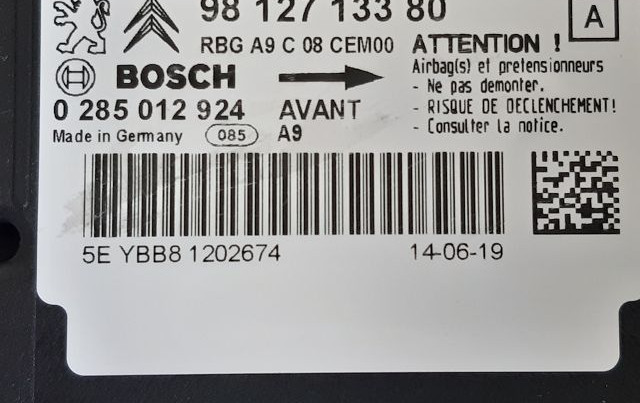 98 127 133 80
A
RBG A9 C 08 CEM00
ATTENTION !
BOSCH
Airbag(s) et pretensionneurs
- Ne pas demonter.
0 285 012 924 AVANT
- RISQUE DE DECLENCHEMENT!
Made in Germany 085 A9
- Consulter la notice.
5E YBB8 1202674 14-06-19